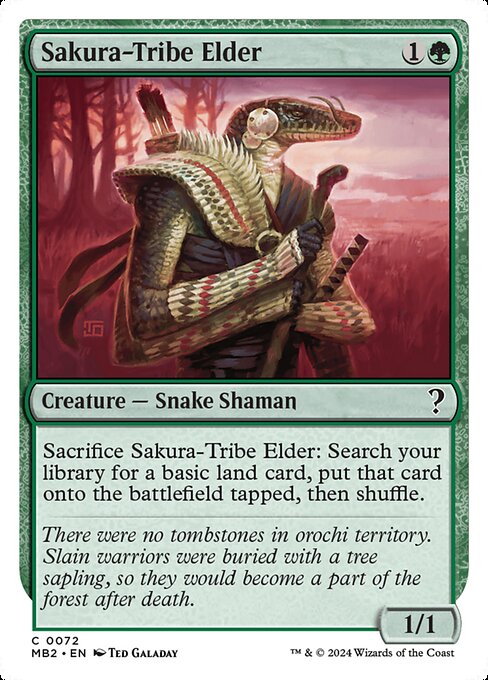 Sakura-Tribe Elder 1
Creature — Snake Shaman ?
Sacrifice Sakura-Tribe Elder: Search your
library for a basic land card, put that card
onto the battlefield tapped, then shuffle.
There were no tombstones in orochi territory.
Slain warriors were buried with a tree
sapling, so they would become a part of the
forest after death.
1/1
C 0072
MB2 • EN Ted Galaday
™ & © 2024 Wizards of the Coast